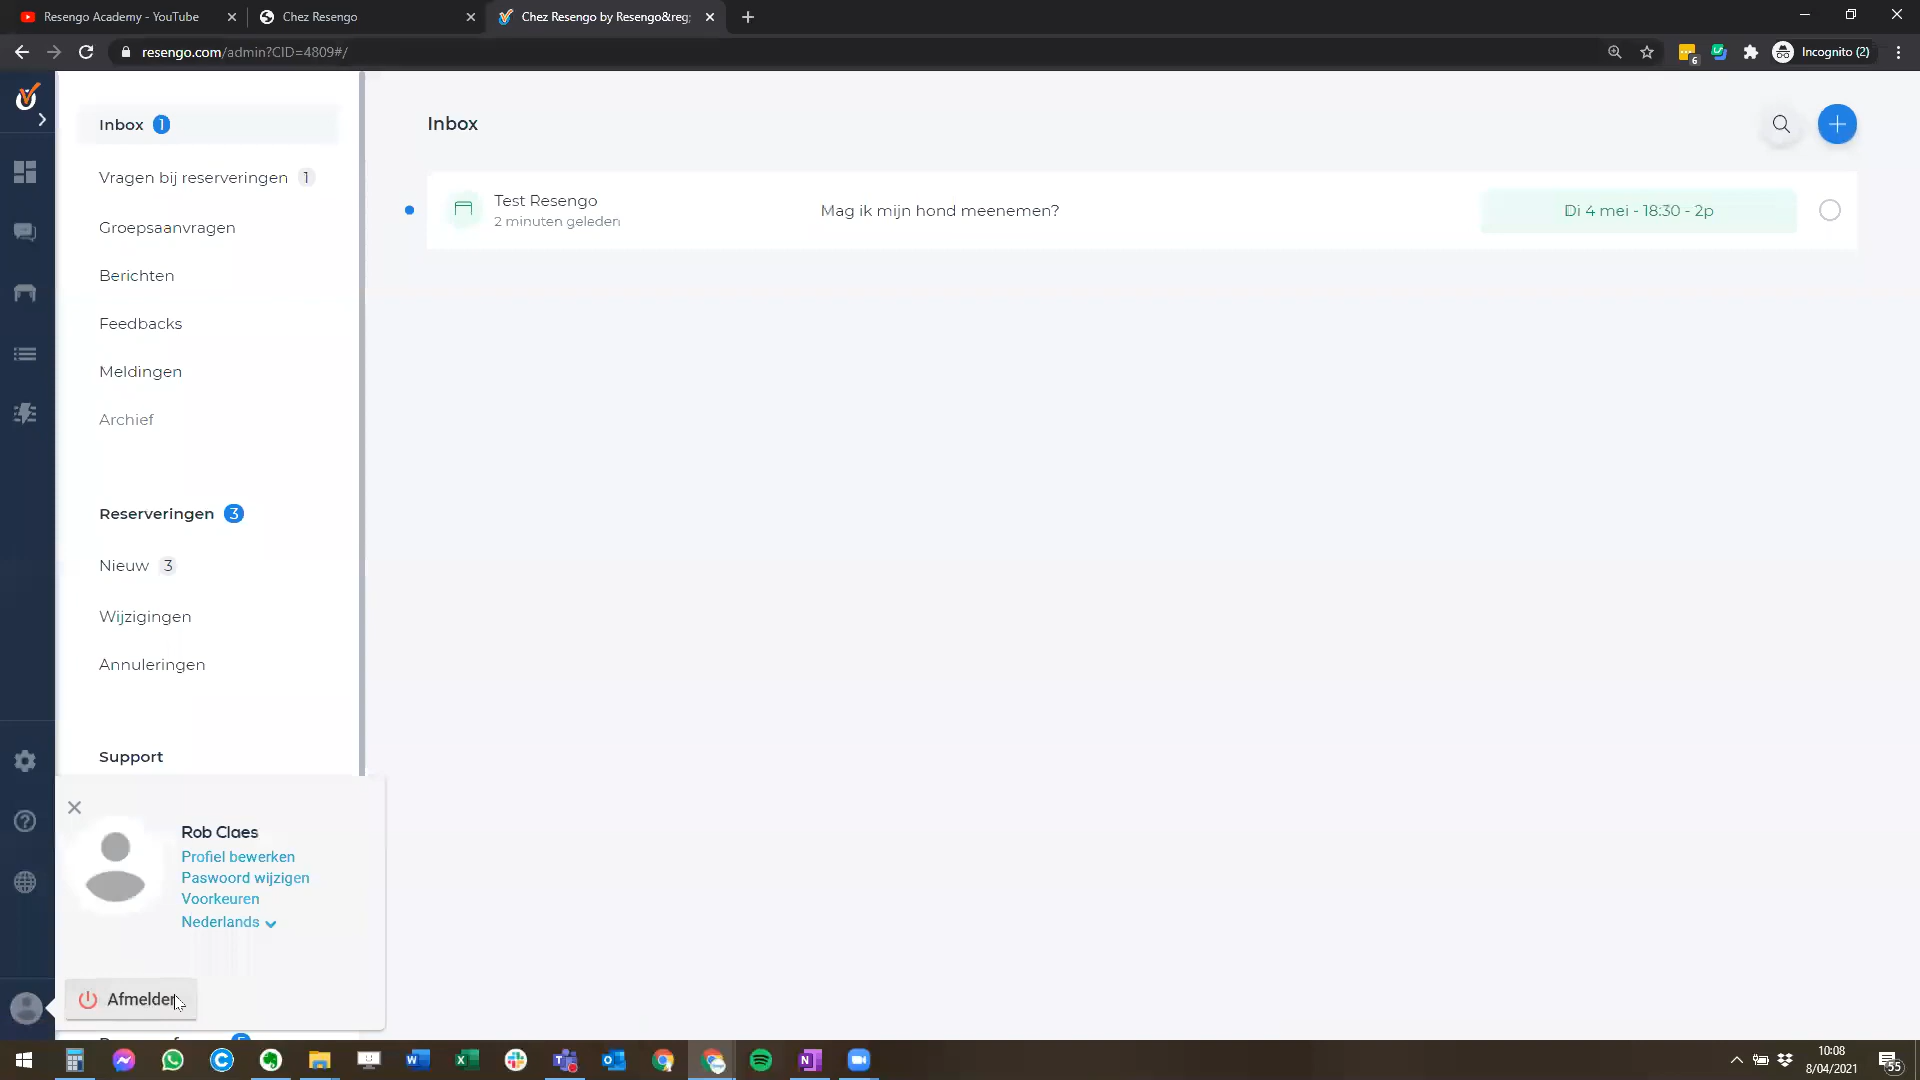 Resengo Academy - YouTube
Chez Resengo
Chez Resengo by Resengo&reg;
resengo.com/admin?CID=4809#/
6
Incognito (2)
Inbox 1
Vragen bij reserveringen 1
Groepsaanvragen
Berichten
Feedbacks
Meldingen
Archief
Reserveringen 3
Nieuw 3
Wijzigingen
Annuleringen
Support
Inbox
Test Resengo
2 minuten geleden
Mag ik mijn hond meenemen?
Di 4 mei - 18:30 - 2p
Rob Claes
Profiel bewerken
Paswoord wijzigen
Voorkeuren
Nederlands
Afmelden
10:08
8/04/2021
55